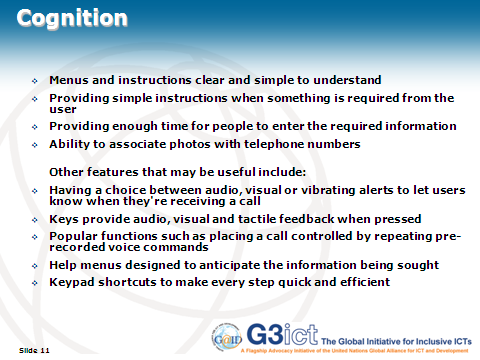 Cognition
Menus and instructions clear and simple to understand
Providing simple instructions when something is required from the
user
Providing enough time for people to enter the required information
Ability to associate photos with telephone numbers
Other features that may be useful include:
Having a choice between audio, visual or vibrating alerts to let users
know when they're receiving a call
Keys provide audio, visual and tactile feedback when pressed
Popular functions such as placing a call controlled by repeating pre-
recorded voice commands
Help menus designed to anticipate the information being sought
Keypad shortcuts to make every step quick and efficient
G@ID G3ict The Global Initiative for Inclusive ICTs
A Flagship Advocacy Initiative of the United Nations Global Alliance for ICT and Development
Slide 11